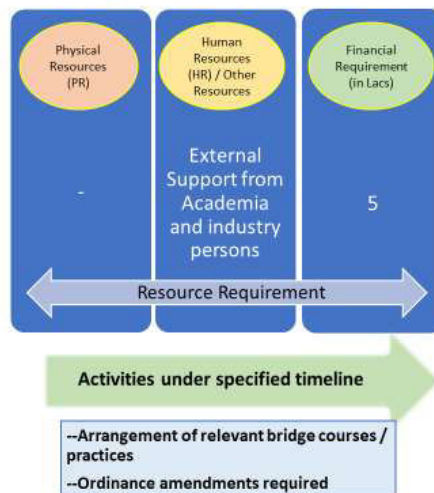 Physical
Resources
(PR)
Human
Resources
(HR) / Other
Resources
Financial
Requirement
(in Lacs)
-
External
Support from
Academia
and industry
persons
5
Resource Requirement
Activities under specified timeline
--Arrangement of relevant bridge courses /
practices
--Ordinance amendments required